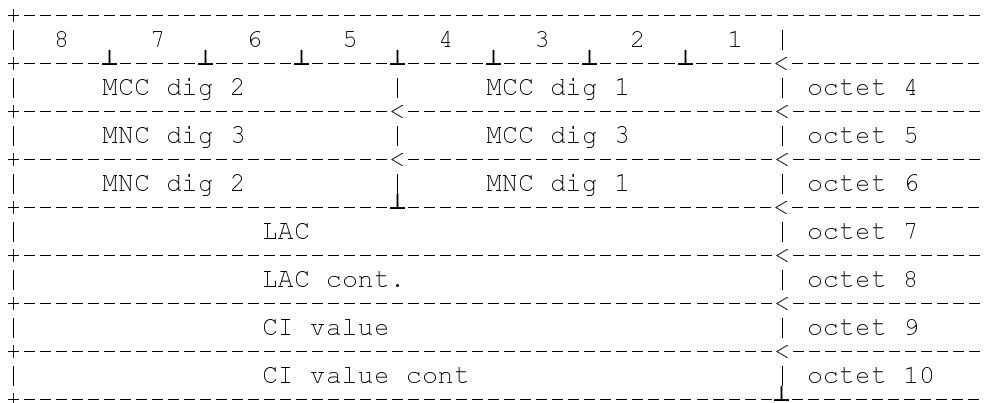 8 7 6 5 4 3 2 1
MCC dig 2 MCC dig 1 octet 4
MNC dig 3 MCC dig 3 octet 5
MNC dig 2 MNC dig 1 octet 6
LAC octet 7
LAC cont. octet 8
CI value octet 9
CI value cont octet 10